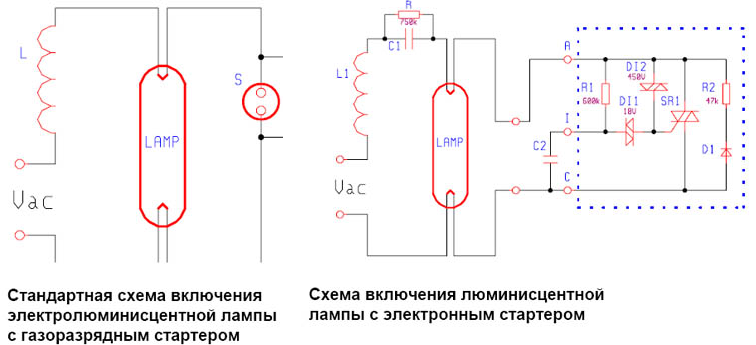 L
S
LAMP
Vac
Стандартная схема включения
электролюминисцентной лампы
с газоразрядным стартером
R
750k
C1
L1
LAMP
Vac
A
I
C
C2
R1
600k
DI1
18V
DI2
450V
SR1
R2
47k
D1
Схема включения люминисцентной
лампы с электронным стартером